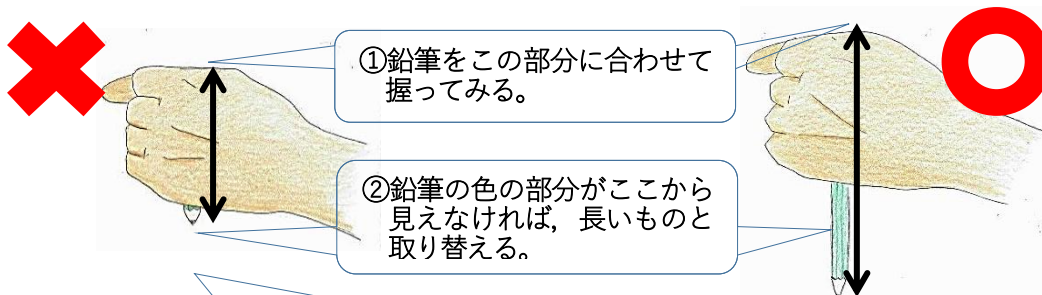 ①鉛筆をこの部分に合わせて
握ってみる。
②鉛筆の色の部分がここから
見えなければ，長いものと
取り替える。